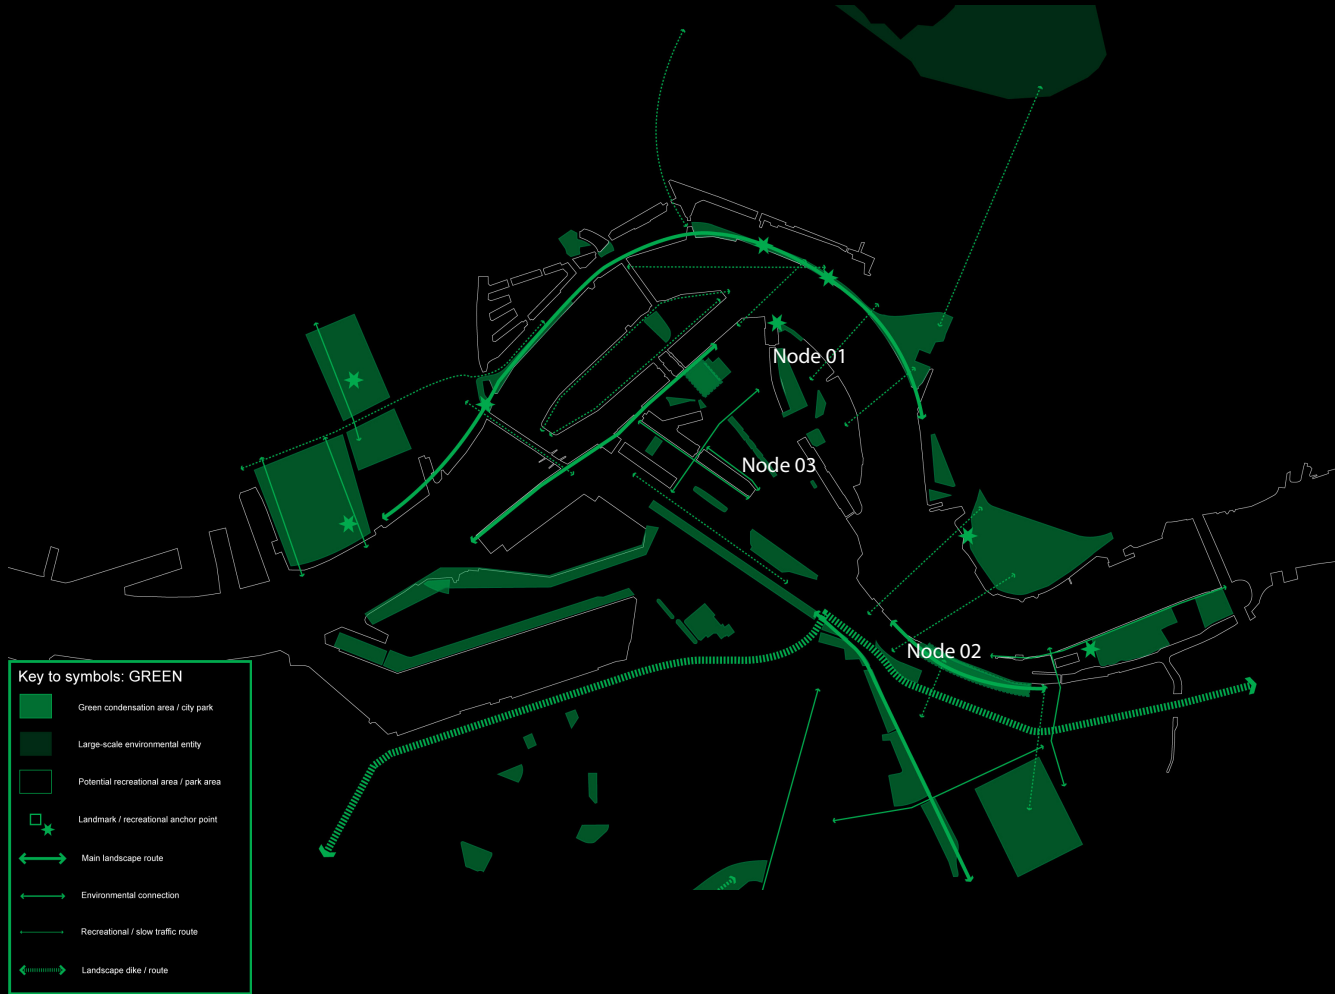 Node 01
Node 03
Node 02
Key to symbols: GREEN
Green condensation area / city park
Large-scale environmental entity
Potential recreational area / park area
Landmark / recreational anchor point
Main landscape route
Environmental connection
Recreational / slow traffic route
Landscape dike / route